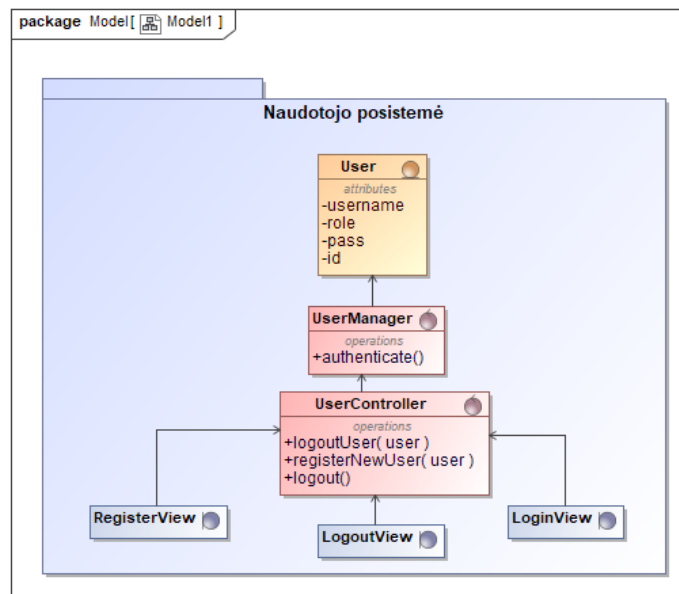 package Model[ Model1 ]
Naudotojo posistemė
User
attributes
-username
-role
-pass
-id
UserManager
operations
+authenticate()
UserController
operations
+logoutUser( user )
+registerNewUser( user )
+logout()
RegisterView
LogoutView
LoginView